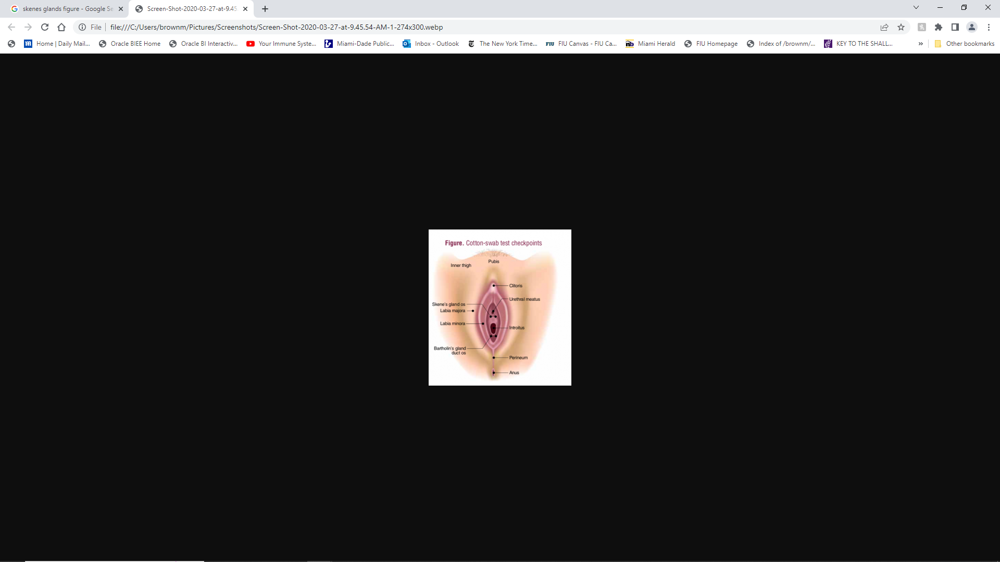 skenes glands figure - Google Se
Screen-Shot-2020-03-27-at-9.45.
File
file:///C:/Users/brownm/Pictures/Screenshots/Screen-Shot-2020-03-27-at-9.45.54-AM-1-274x300.webp
Home | Daily Mail...
Oracle BIEE Home
Oracle BI Interactiv...
Your Immune Syste...
Miami-Dade Public...
Inbox - Outlook
The New York Time...
FIU
FIU Canvas - FIU Ca...
Miami Herald
FIU Homepage
Index of /brownm/...
KEY TO THE SHALL...
»
Other bookmarks
Figure. Cotton-swab test checkpoints
Pubis
Inner thigh
Clitoris
Urethral meatus
Skene's gland os
Labia majora
Labia minora
Introitus
Bartholin's gland
duct os
Perineum
Anus